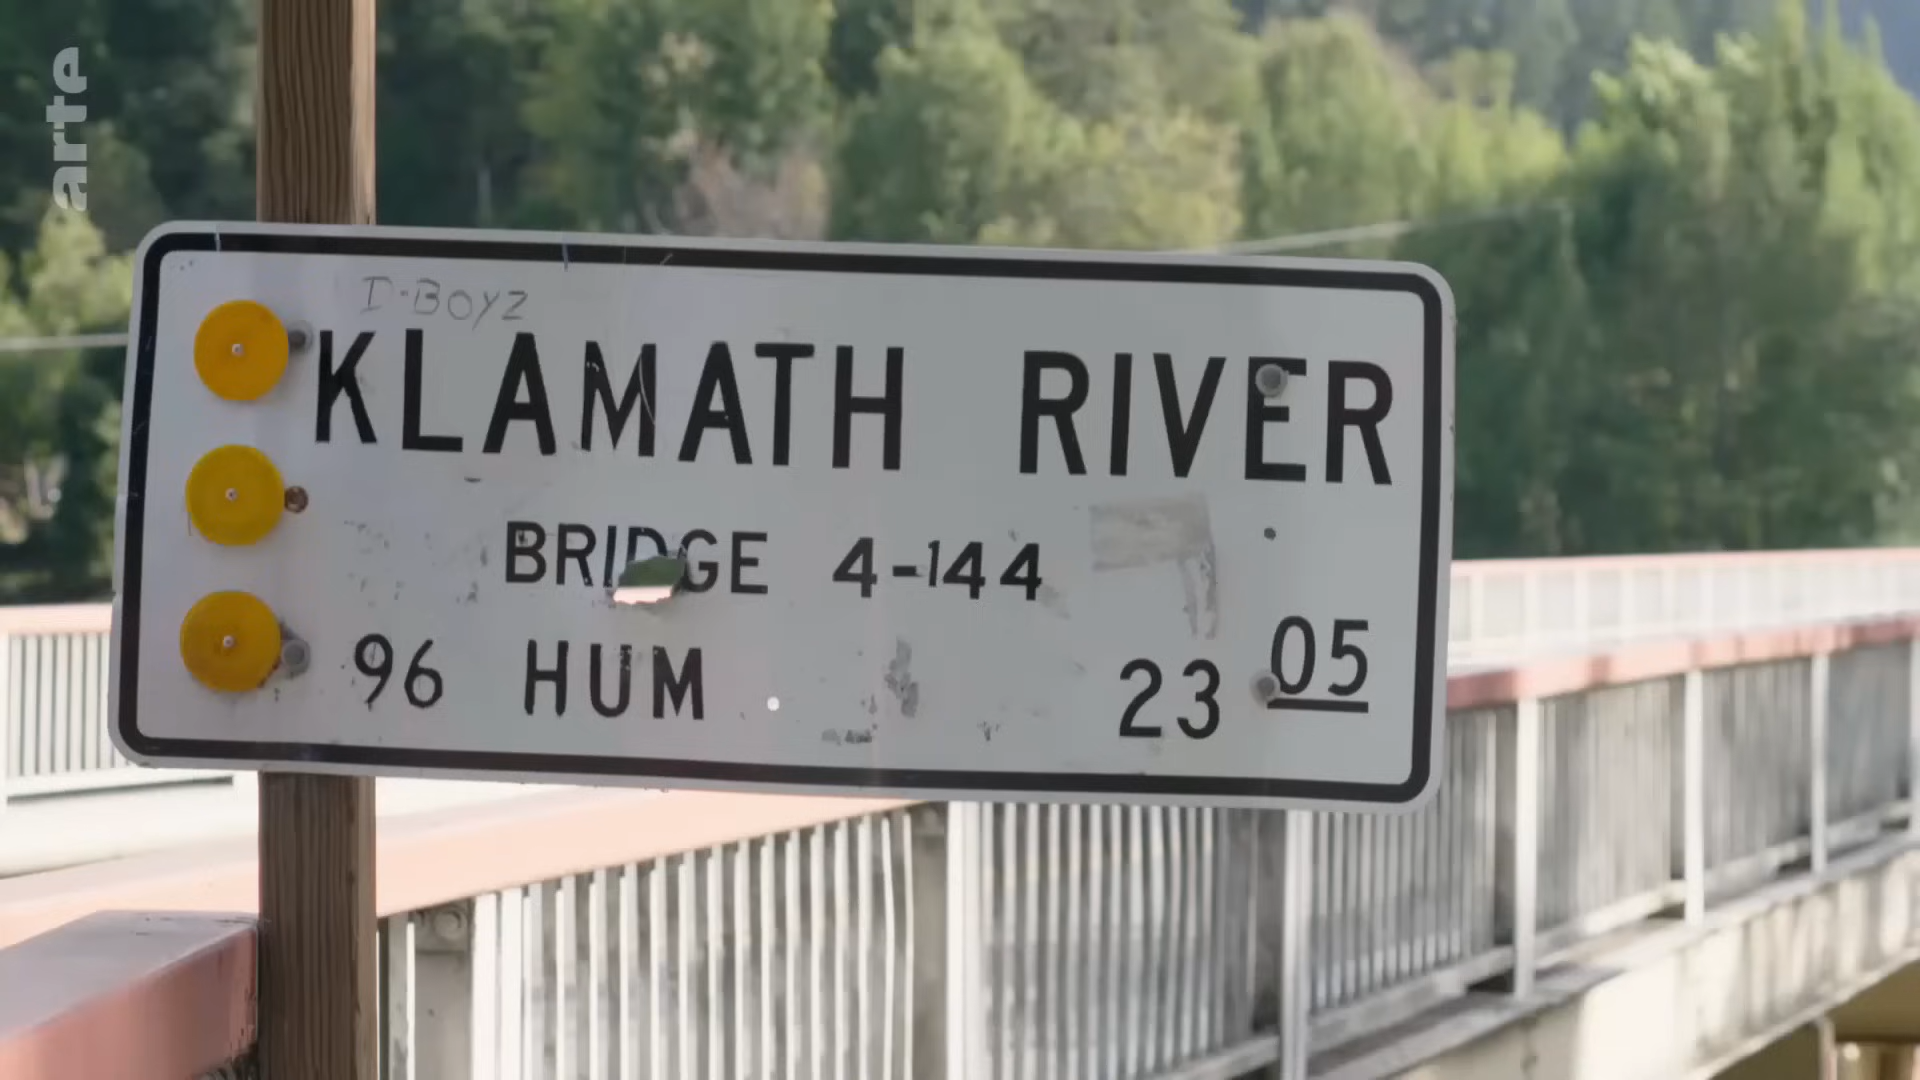 arte
D-BOYZ
KLAMATH RIVER
BRIDGE 4-144
96 HUM 23 05